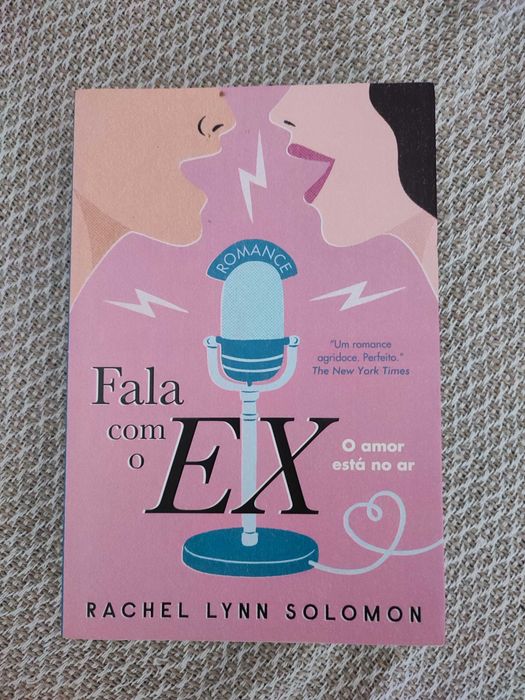 ROMANCE
"Um romance
agridoce. Perfeito."
The New York Times
Fala
com
o
EX
O amor
está no ar
RACHEL LYNN SOLOMON